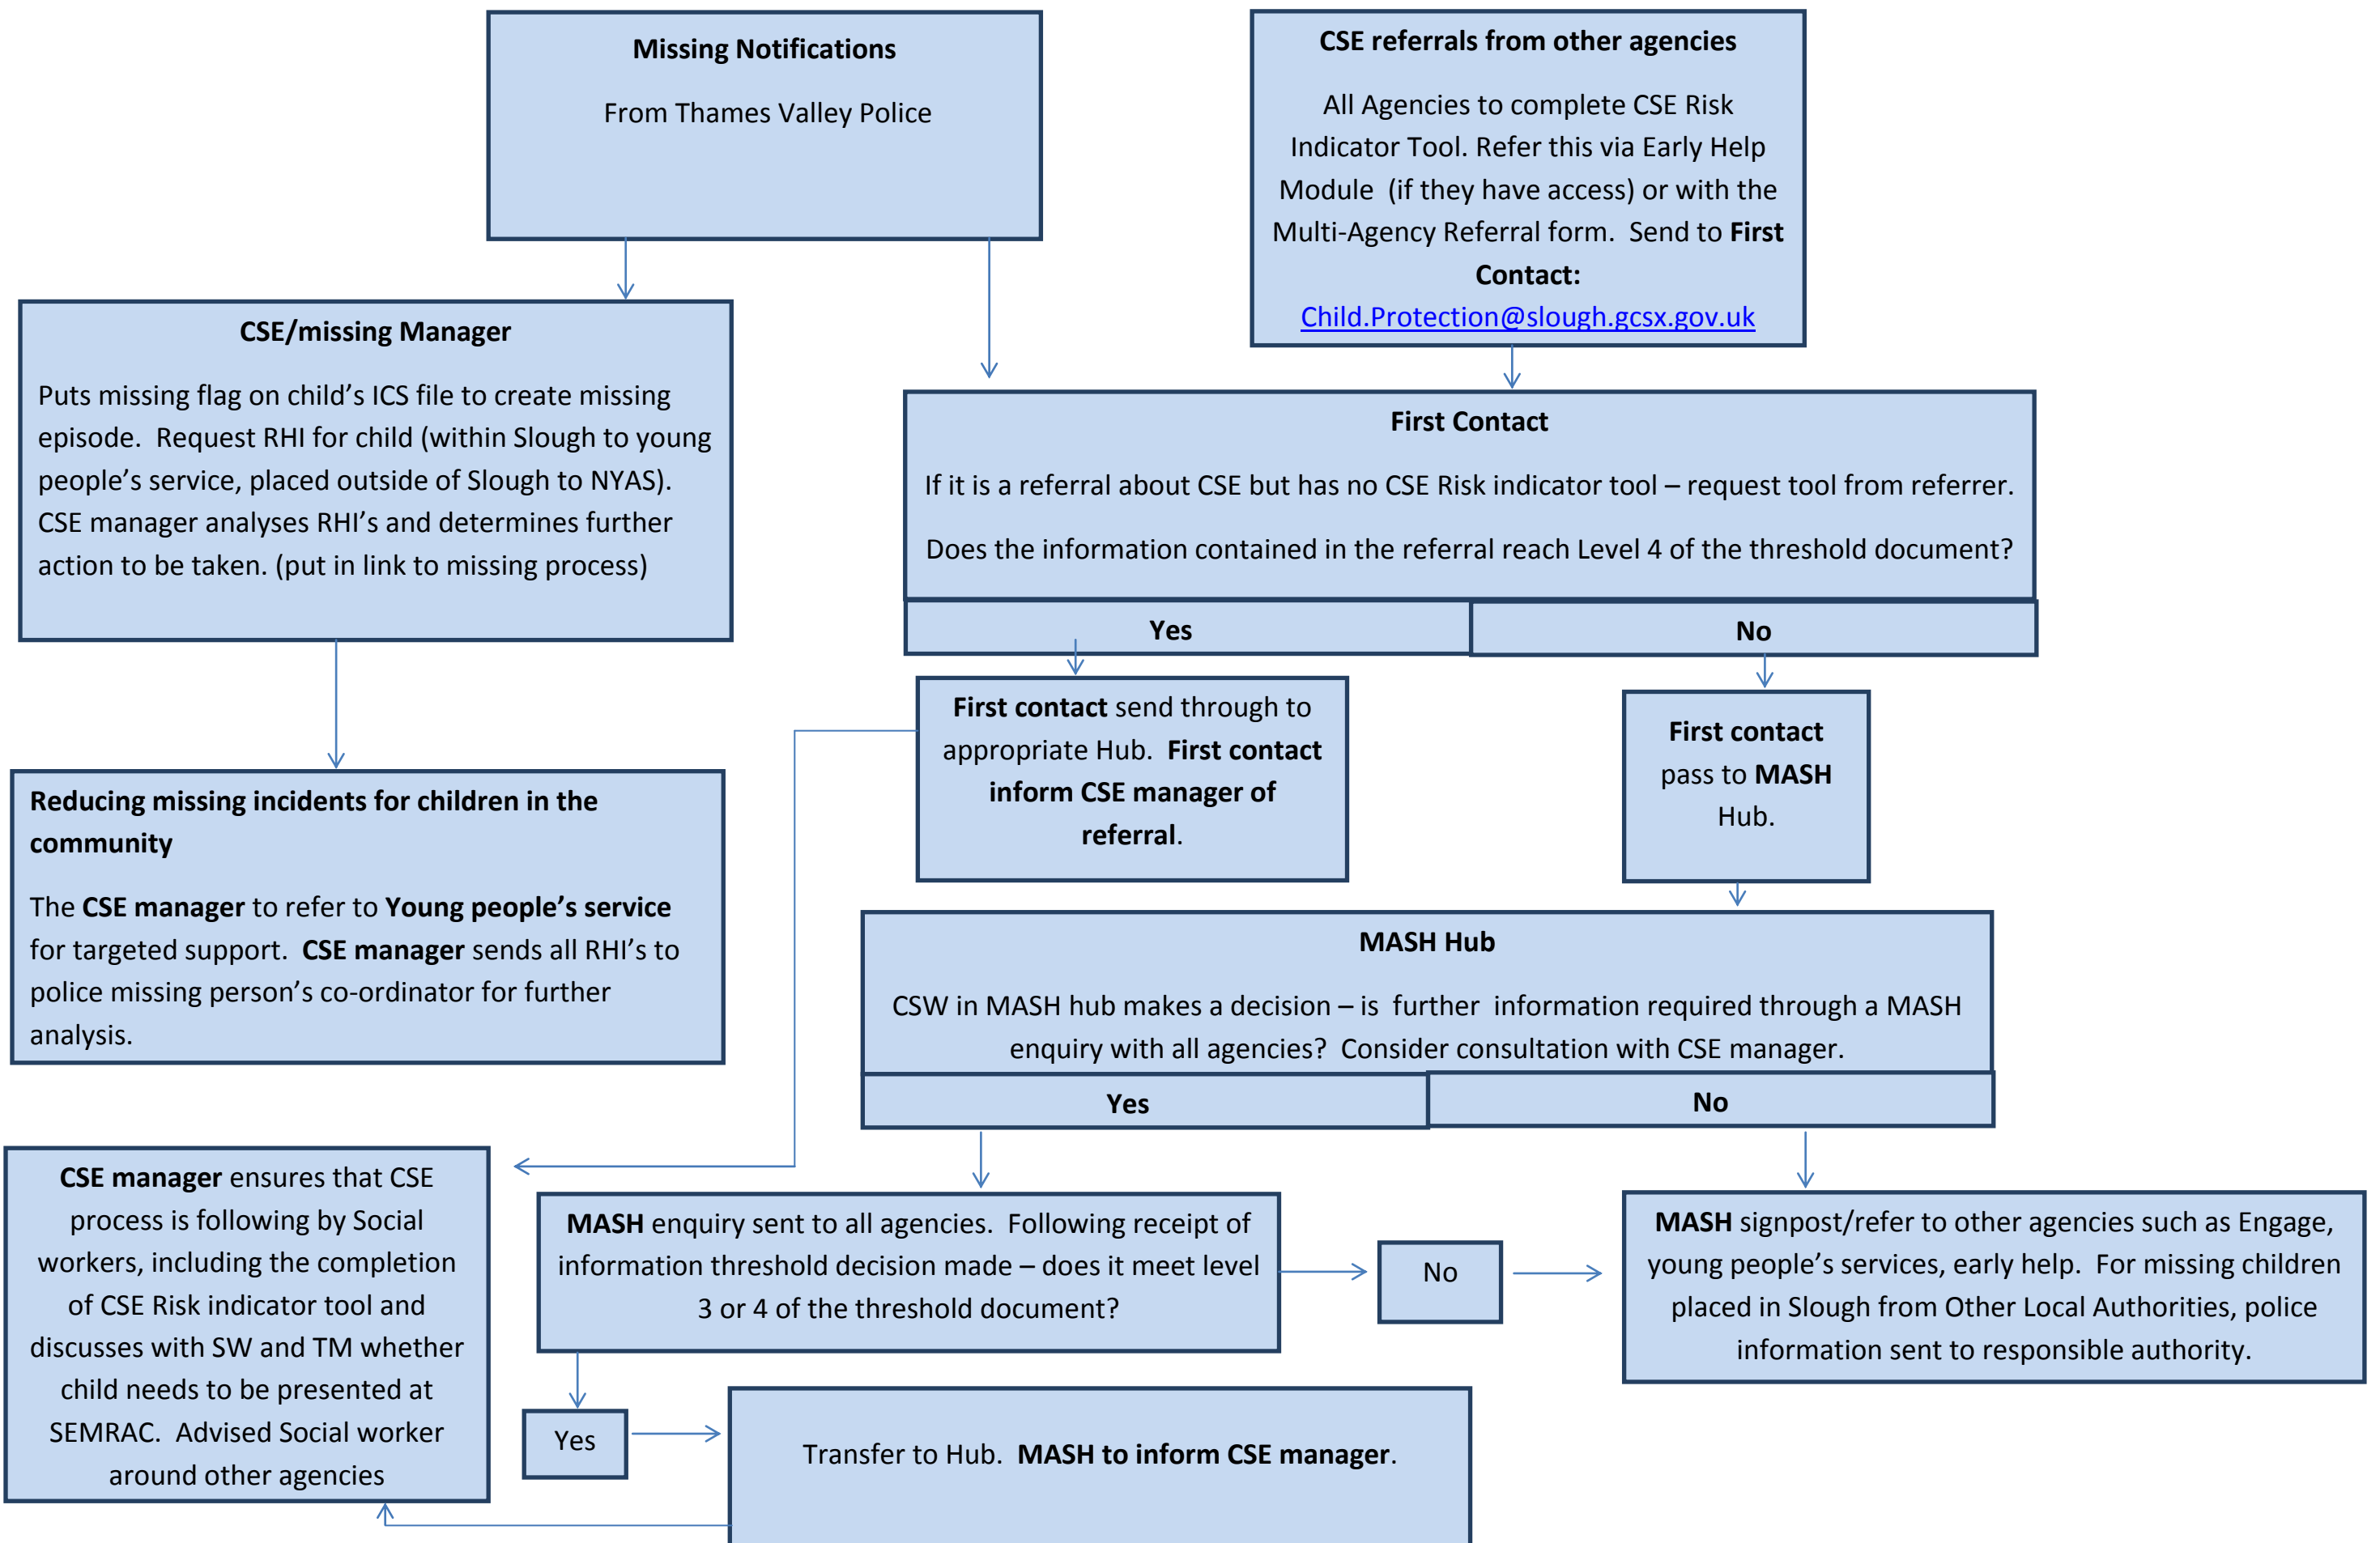 Missing Notifications
From Thames Valley Police
CSE referrals from other agencies
All Agencies to complete CSE Risk
Indicator Tool. Refer this via Early Help
Module (if they have access) or with the
Multi-Agency Referral form. Send to First
Contact:
Child.Protection@slough.gcsx.gov.uk
CSE/missing Manager
Puts missing flag on child’s ICS file to create missing
episode. Request RHI for child (within Slough to young
people’s service, placed outside of Slough to NYAS).
CSE manager analyses RHI’s and determines further
action to be taken. (put in link to missing process)
First Contact
If it is a referral about CSE but has no CSE Risk indicator tool – request tool from referrer.
Does the information contained in the referral reach Level 4 of the threshold document?
Yes
No
First contact send through to
appropriate Hub. First contact
inform CSE manager of
referral.
First contact
pass to MASH
Hub.
Reducing missing incidents for children in the
community
The CSE manager to refer to Young people’s service
for targeted support. CSE manager sends all RHI’s to
police missing person’s co-ordinator for further
analysis.
MASH Hub
CSW in MASH hub makes a decision – is further information required through a MASH
enquiry with all agencies? Consider consultation with CSE manager.
Yes
No
CSE manager ensures that CSE
process is following by Social
workers, including the completion
of CSE Risk indicator tool and
discusses with SW and TM whether
child needs to be presented at
SEMRAC. Advised Social worker
around other agencies
MASH enquiry sent to all agencies. Following receipt of
information threshold decision made – does it meet level
3 or 4 of the threshold document?
No
MASH signpost/refer to other agencies such as Engage,
young people’s services, early help. For missing children
placed in Slough from Other Local Authorities, police
information sent to responsible authority.
Yes
Transfer to Hub. MASH to inform CSE manager.